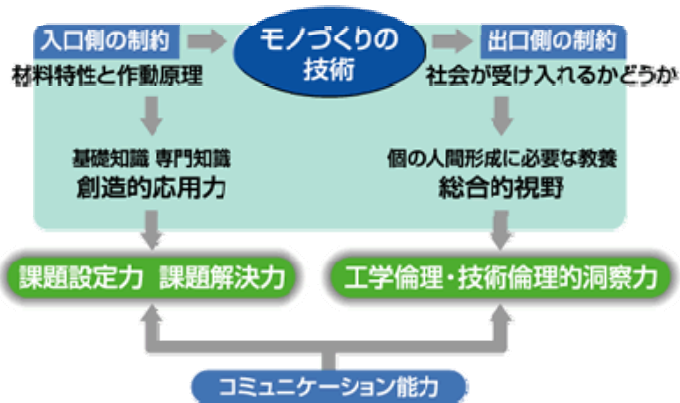 入口側の制約
モノづくりの
技術
出口側の制約
材料特性と作動原理
社会が受け入れるかどうか
基礎知識 専門知識
創造的応用力
個の人間形成に必要な教養
総合的視野
課題設定力 課題解決力
工学倫理・技術倫理的洞察力
コミュニケーション能力